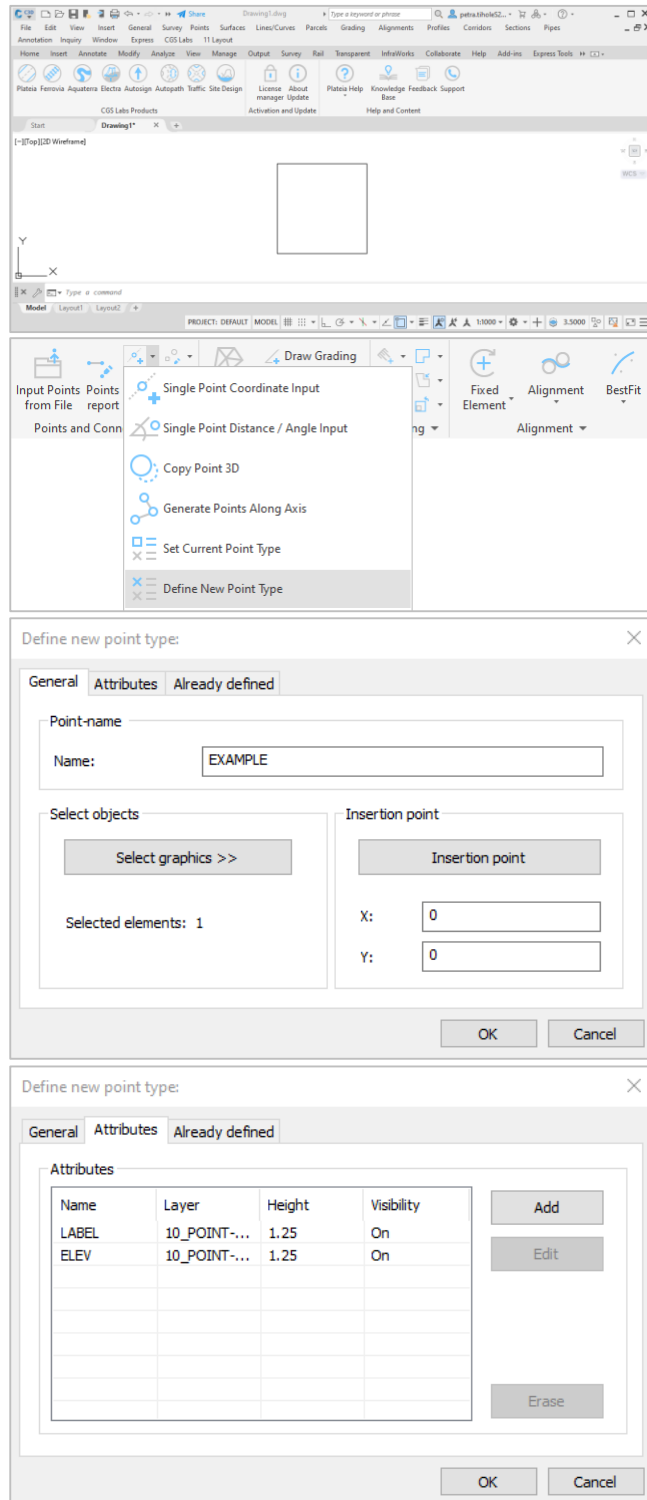 Share Drawing1.dwg Type a keyword or phrase petra.tihole52...
File Edit View Insert General Survey Points Surfaces Lines/Curves Parcels Grading Alignments Profiles Corridors Sections Pipes
Annotation Inquiry Window Express CGS Labs 11 Layout
Home Insert Annotate Modify Analyze View Manage Output Survey Rail Transparent InfraWorks Collaborate Help Add-ins Express Tools
Plateia Ferrovia Aquaterra Electra Autosign Autopath Traffic Site Design License manager About Update Plateia Help Knowledge Base Feedback Support
CGS Labs Products Activation and Update Help and Content
Start Drawing1* X +
[-][Top][2D Wireframe]
WCS
Y
X
Type a command
Model Layout1 Layout2 +
PROJECT: DEFAULT MODEL 1:1000 3.5000
Draw Grading
Input Points from File Points report Single Point Coordinate Input Fixed Element Alignment BestFit
Points and Conn Single Point Distance / Angle Input ng Alignment
Copy Point 3D
Generate Points Along Axis
Set Current Point Type
Define New Point Type
Define new point type:
General Attributes Already defined
Point-name
Name: EXAMPLE
Select objects Insertion point
Select graphics >> Insertion point
Selected elements: 1 X: 0
Y: 0
OK Cancel
Define new point type:
General Attributes Already defined
Attributes
Name Layer Height Visibility Add
LABEL 10_POINT-... 1.25 On
ELEV 10_POINT-... 1.25 On Edit
Erase
OK Cancel